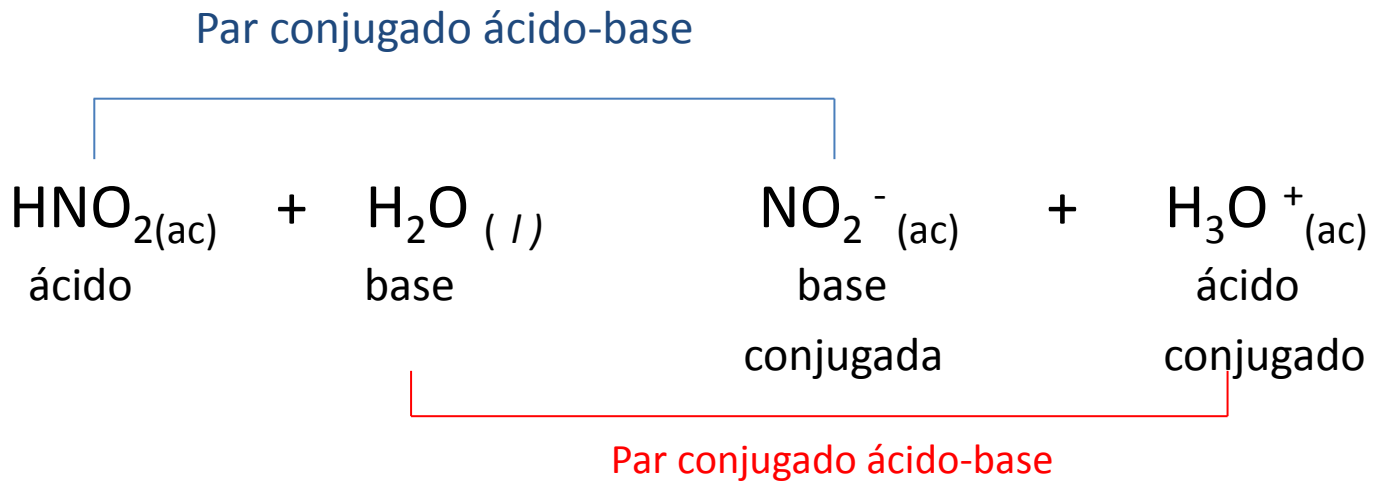 Par conjugado ácido-base
HNO₂(ac) + H₂O ( l ) NO₂⁻ (ac) + H₃O⁺ (ac)
ácido base base ácido
conjugada conjugado
Par conjugado ácido-base